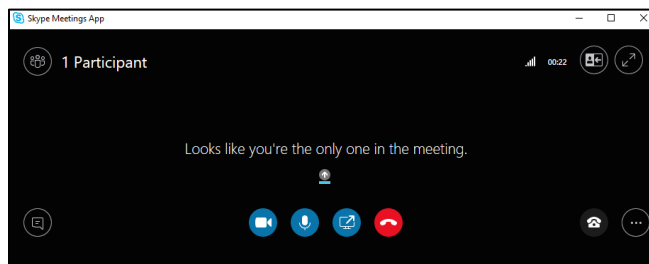 Skype Meetings App
1 Participant
00:22
Looks like you're the only one in the meeting.